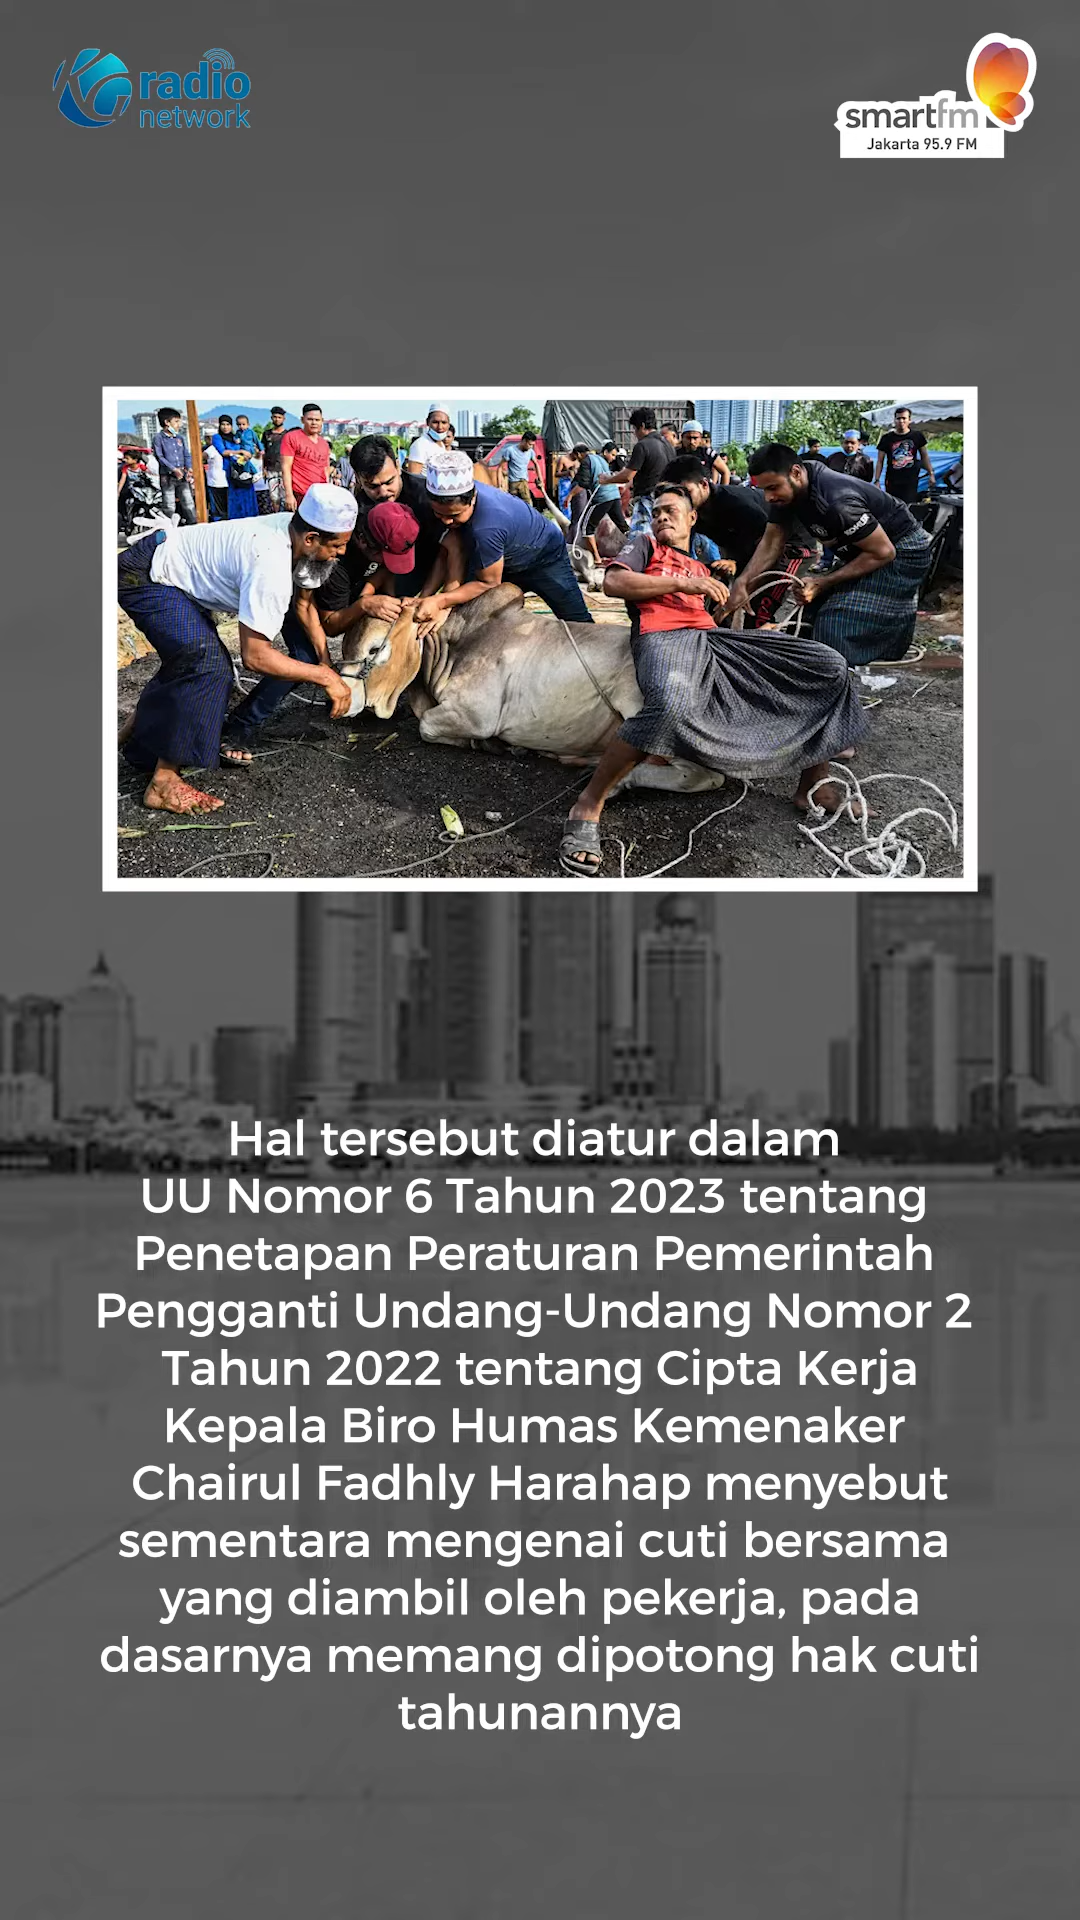 KG radio
network
smartfm
Jakarta 95.9 FM
Hal tersebut diatur dalam
UU Nomor 6 Tahun 2023 tentang
Penetapan Peraturan Pemerintah
Pengganti Undang-Undang Nomor 2
Tahun 2022 tentang Cipta Kerja
Kepala Biro Humas Kemenaker
Chairul Fadhly Harahap menyebut
sementara mengenai cuti bersama
yang diambil oleh pekerja, pada
dasarnya memang dipotong hak cuti
tahunannya